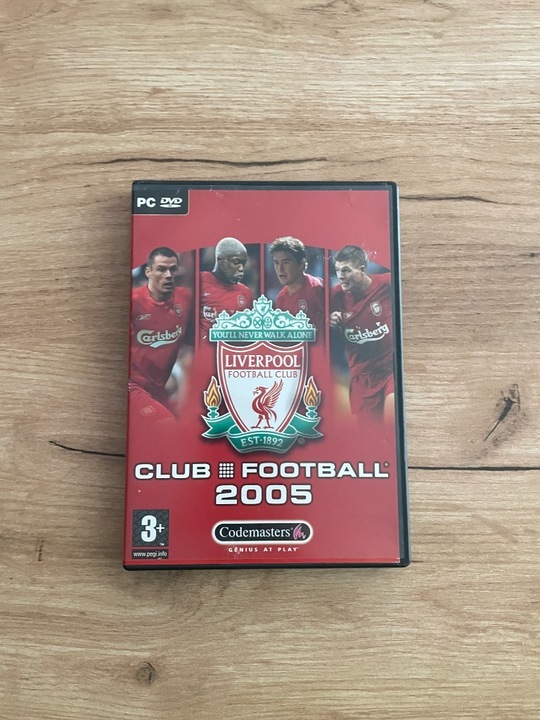 PC DVD
Carlsberg
Carlsberg
YOU'LL NEVER WALK ALONE
LIVERPOOL
FOOTBALL CLUB
EST·1892
CLUB FOOTBALL
2005
3+
www.pegi.info
Codemasters
GENIUS AT PLAY